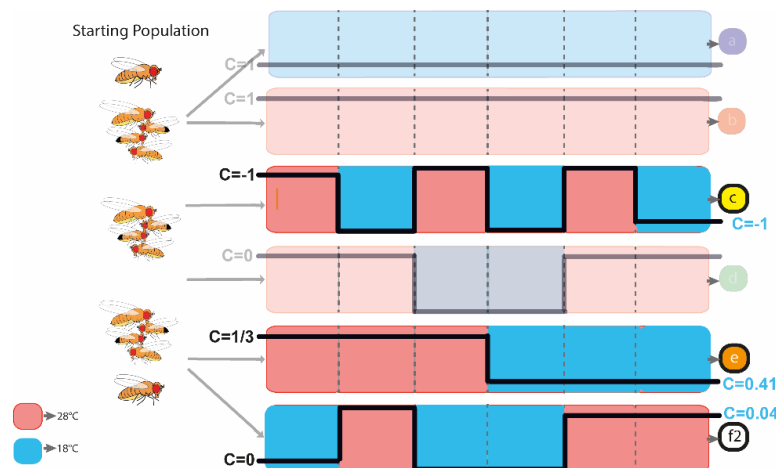 Starting Population
C=1
a
C=1
b
C=-1
c
C=-1
C=0
d
C=1/3
e
C=0.41
C=0.04
f2
C=0
28°C
18°C